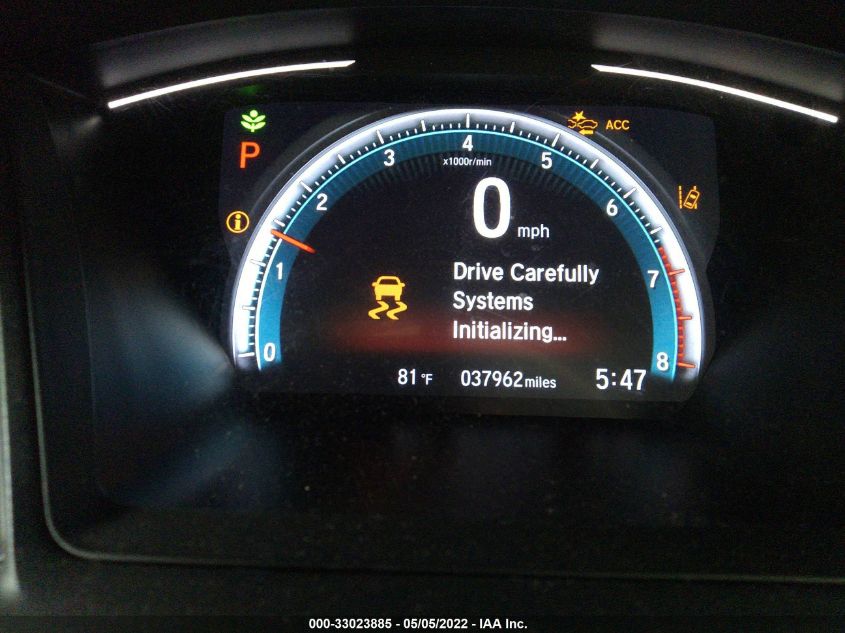 ACC
P
4
3
5
x1000r/min
2
6
0 mph
1
7
Drive Carefully
Systems
Initializing...
0
8
81 °F 037962 miles 5:47
000-33023885 - 05/05/2022 - IAA Inc.